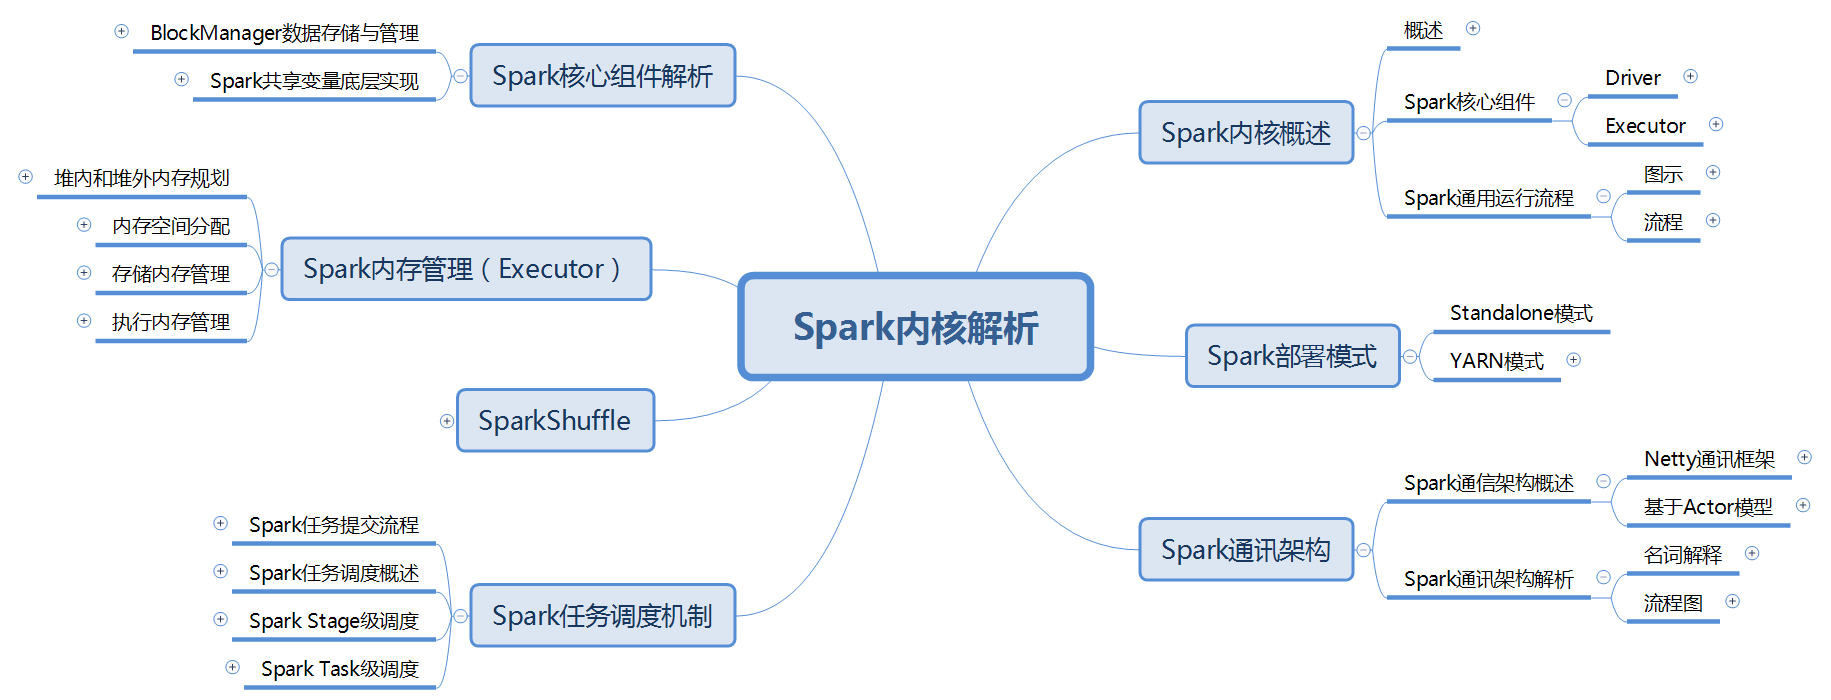 Spark内核解析
Spark内核概述
概述
Spark核心组件
Driver
Executor
Spark通用运行流程
图示
流程
Spark部署模式
Standalone模式
YARN模式
Spark通讯架构
Spark通信架构概述
Netty通讯框架
基于Actor模型
Spark通讯架构解析
名词解释
流程图
Spark核心组件解析
BlockManager数据存储与管理
Spark共享变量底层实现
Spark内存管理（Executor）
堆内和堆外内存规划
内存空间分配
存储内存管理
执行内存管理
SparkShuffle
Spark任务调度机制
Spark任务提交流程
Spark任务调度概述
Spark Stage级调度
Spark Task级调度